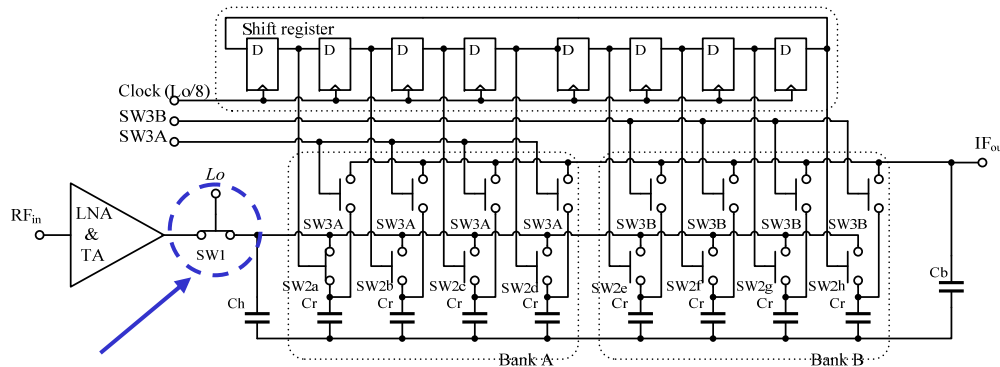 Shift register
D D D D D D D D
Clock (Lo/8)
SW3B
SW3A
IFou
Lo
LNA
&
TA
RFin
SW1
SW3A SW3A SW3A SW3A SW3B SW3B SW3B SW3B
SW2a SW2b SW2c SW2d SW2e SW2f SW2g SW2h
Cb
Ch Cr Cr Cr Cr Cr Cr Cr Cr
Bank A Bank B